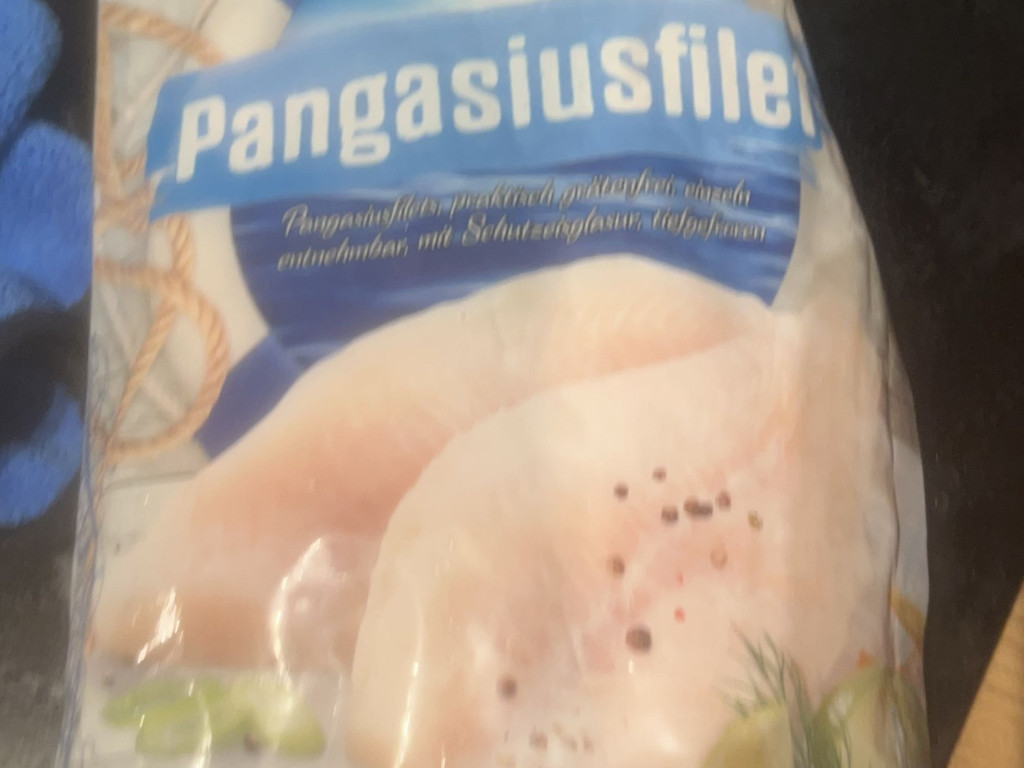 Pangasiusfilet
Pangasiusfilets, praktisch grätenfrei, einzeln
entnehmbar, mit Schutzeisglasur, tiefgefroren